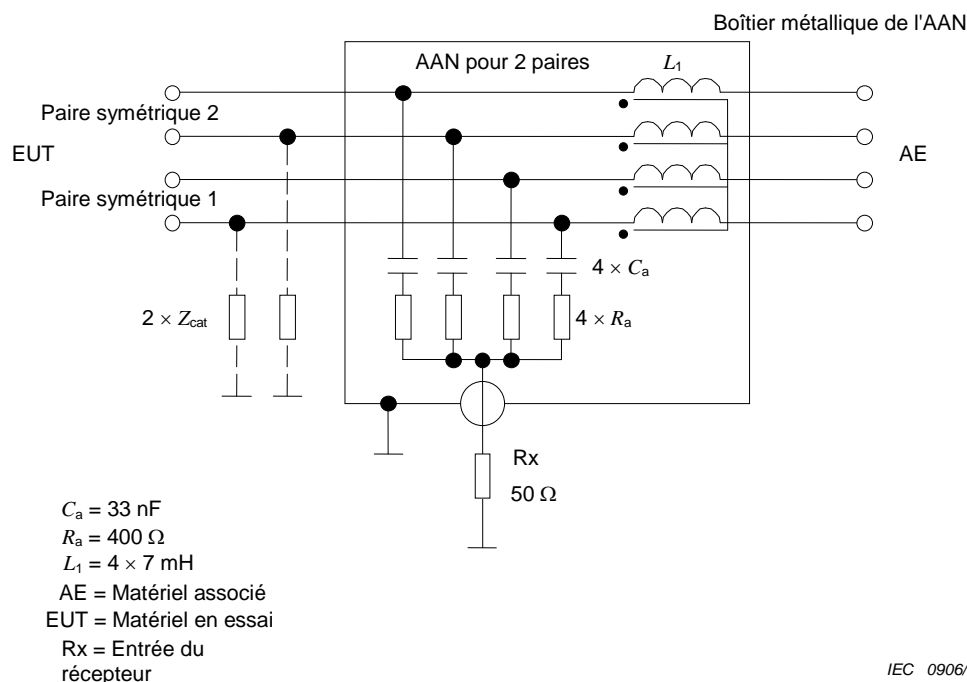 Boîtier métallique de l'AAN
AAN pour 2 paires
L1
Paire symétrique 2
EUT
AE
Paire symétrique 1
4 × Ca
2 × Zcat
4 × Ra
Rx
50 Ω
Ca = 33 nF
Ra = 400 Ω
L1 = 4 × 7 mH
AE = Matériel associé
EUT = Matériel en essai
Rx = Entrée du
récepteur
IEC 0906/